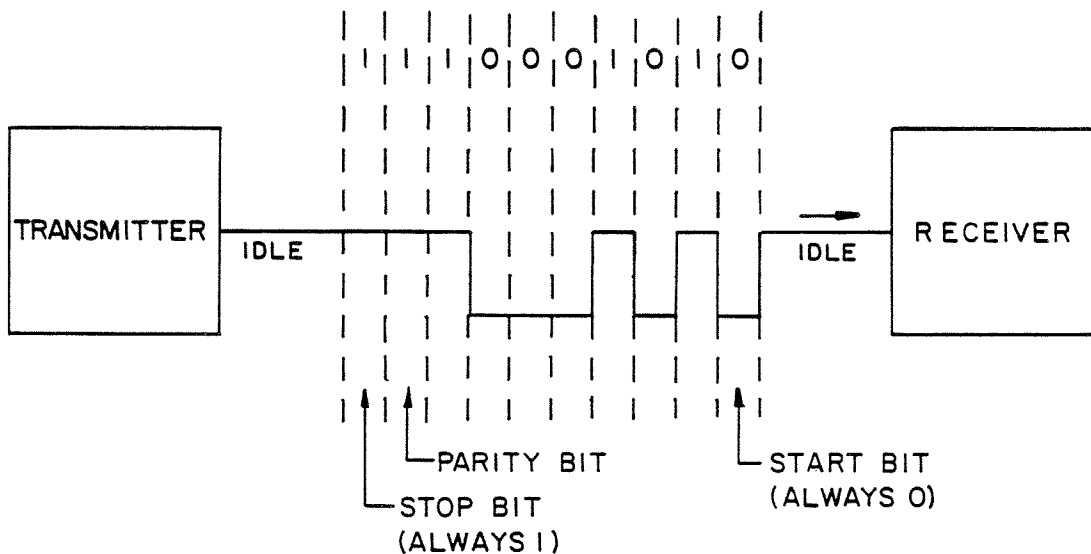 1 1 1 0 0 0 1 0 1 0
TRANSMITTER
IDLE
IDLE
RECEIVER
PARITY BIT
STOP BIT
(ALWAYS 1)
START BIT
(ALWAYS 0)